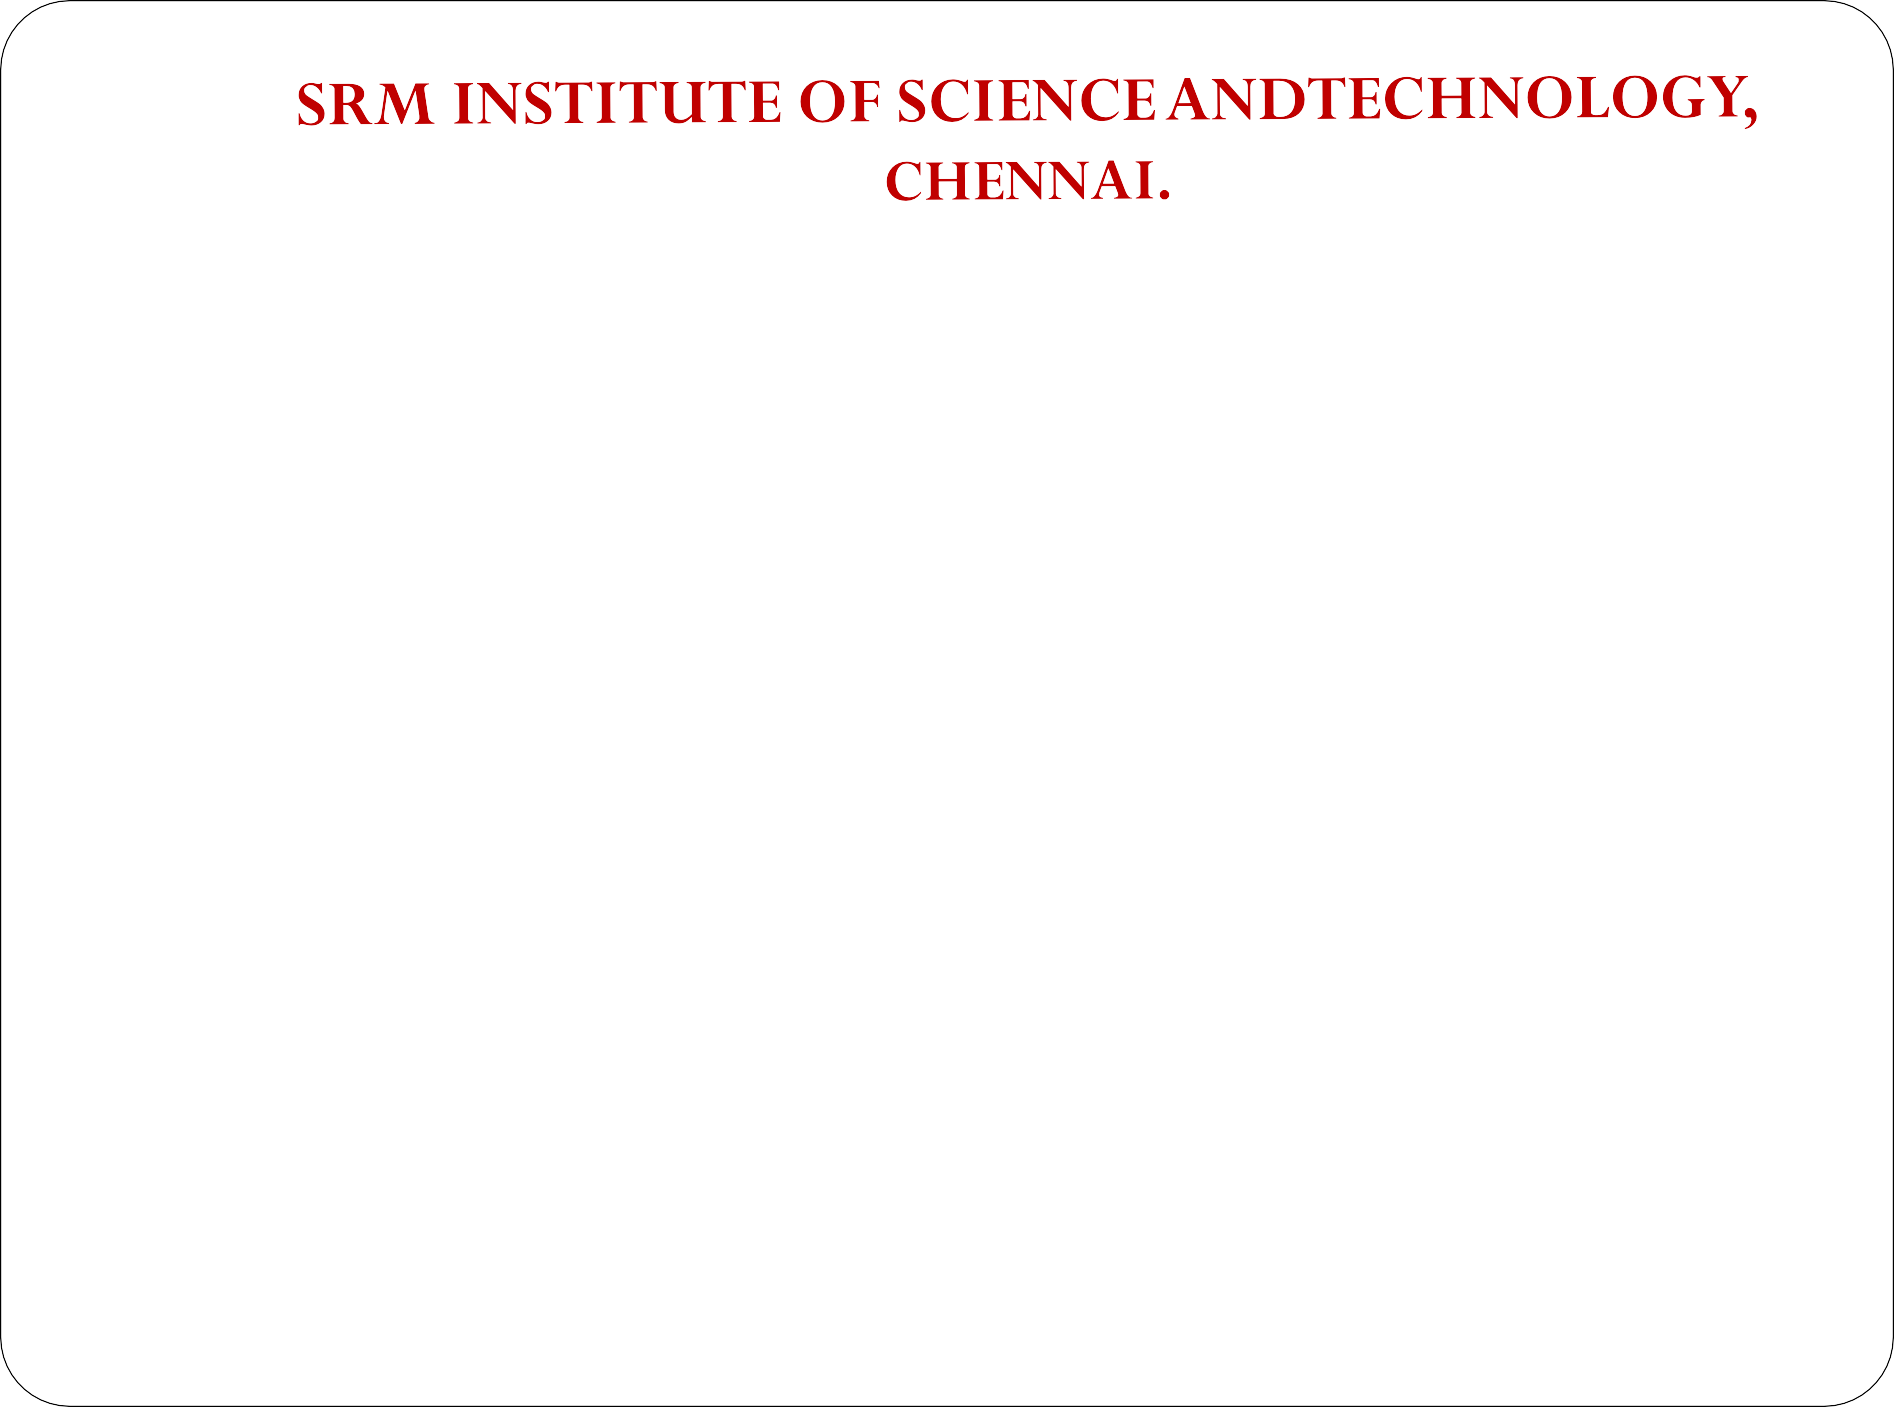 SRM INSTITUTE OF SCIENCE ANDTECHNOLOGY,
CHENNAI.